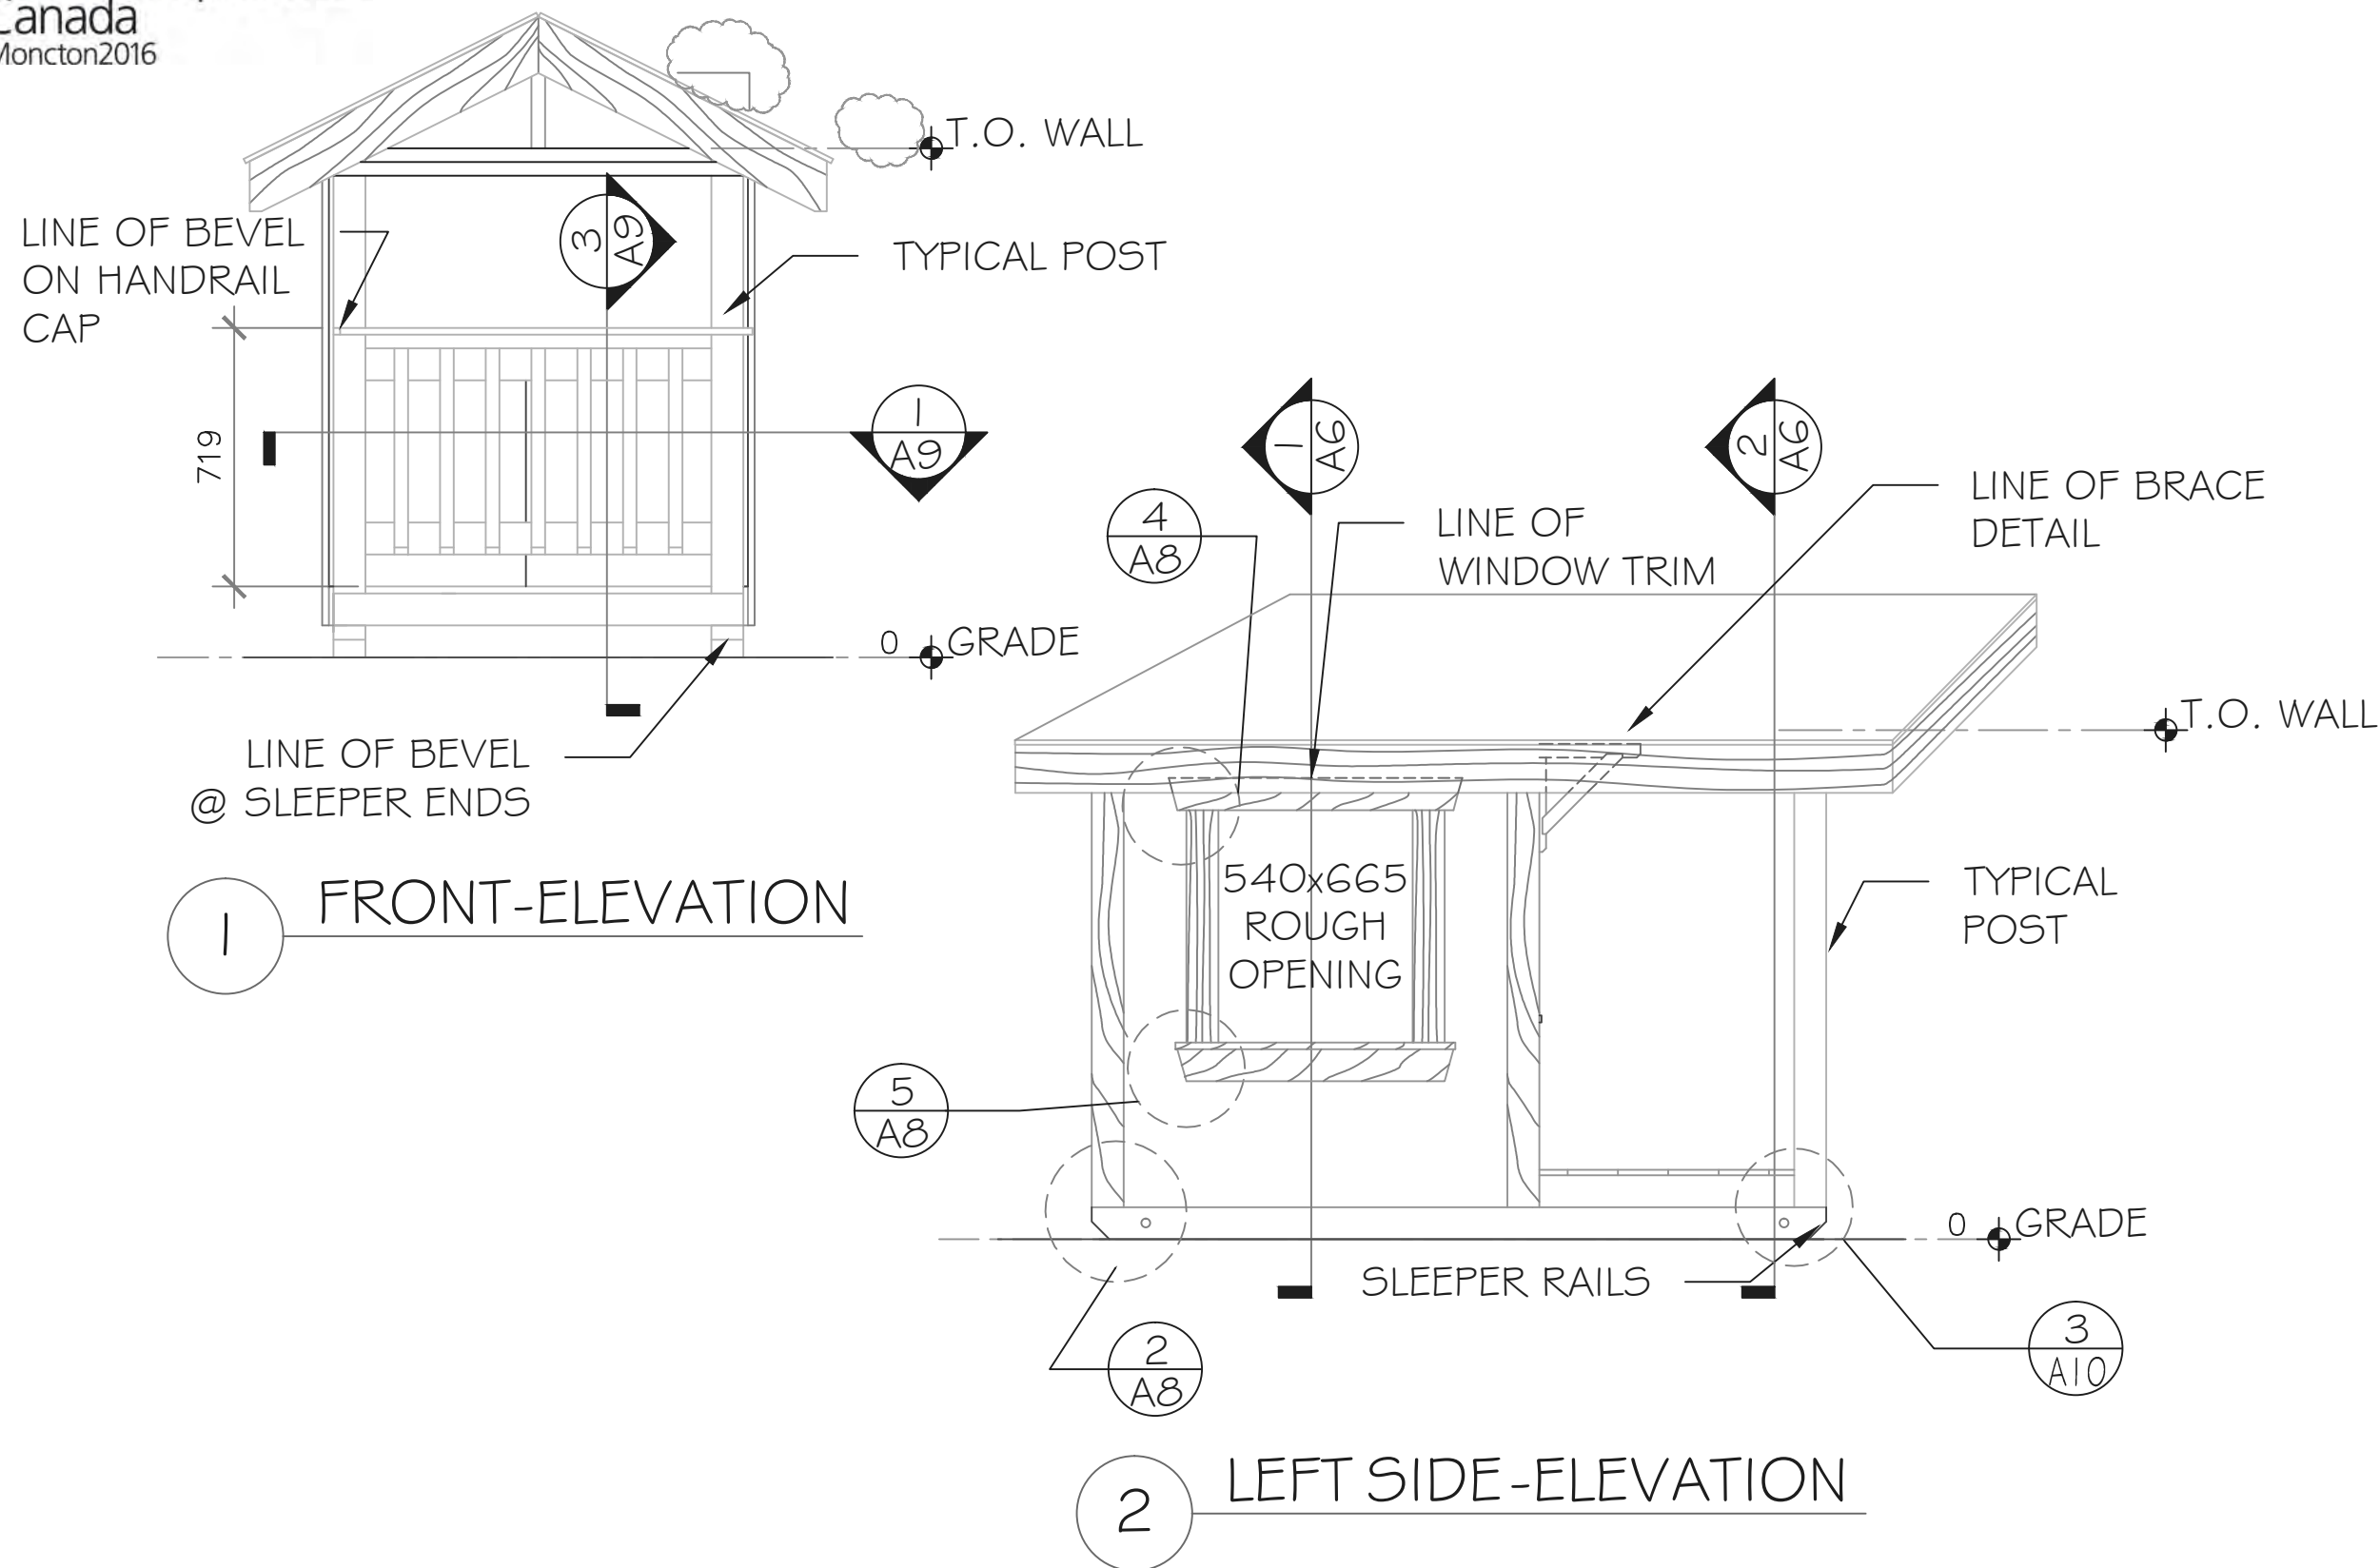 Canada
Moncton2016
T.O. WALL
LINE OF BEVEL
ON HANDRAIL
CAP
3
A9
TYPICAL POST
719
1
A9
0 GRADE
LINE OF BEVEL
@ SLEEPER ENDS
1 FRONT-ELEVATION
1
A6
2
A6
4
A8
LINE OF
WINDOW TRIM
LINE OF BRACE
DETAIL
T.O. WALL
540x665
ROUGH
OPENING
TYPICAL
POST
5
A8
0 GRADE
SLEEPER RAILS
2
A8
3
A10
2 LEFT SIDE-ELEVATION